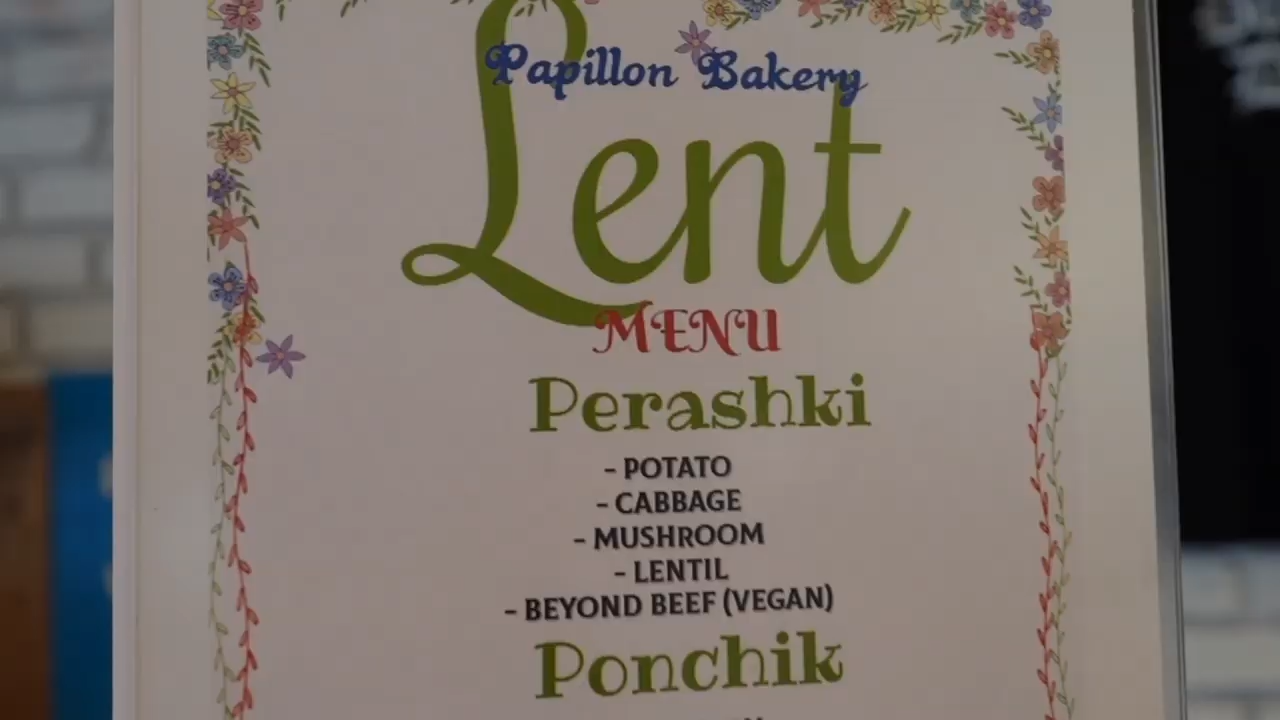 Papillon Bakery
Lent
MENU
Perashki
- POTATO
- CABBAGE
- MUSHROOM
- LENTIL
- BEYOND BEEF (VEGAN)
Ponchik